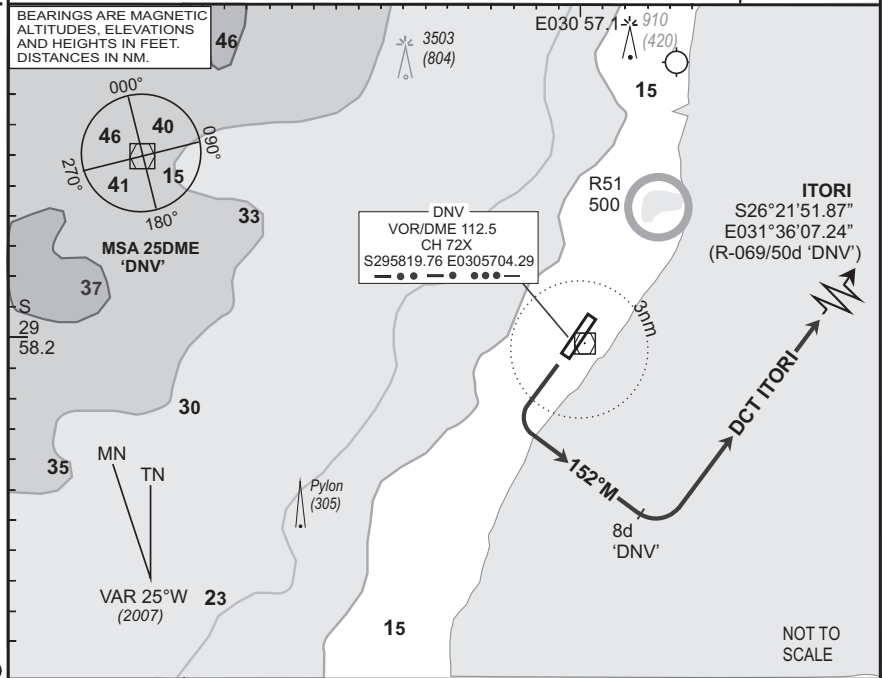 BEARINGS ARE MAGNETIC
ALTITUDES, ELEVATIONS
AND HEIGHTS IN FEET.
DISTANCES IN NM.
46
3503
(804)
E030 57.1
910
(420)
15
000°
090°
180°
270°
46
40
41
15
MSA 25DME
'DNV'
33
37
S
29
58.2
R51
500
ITORI
S26°21'51.87"
E031°36'07.24"
(R-069/50d 'DNV')
DNV
VOR/DME 112.5
CH 72X
S295819.76 E0305704.29
3nm
30
35
MN
TN
VAR 25°W
(2007)
23
Pylon
(305)
152°M
8d
'DNV'
DCT ITORI
15
NOT TO
SCALE